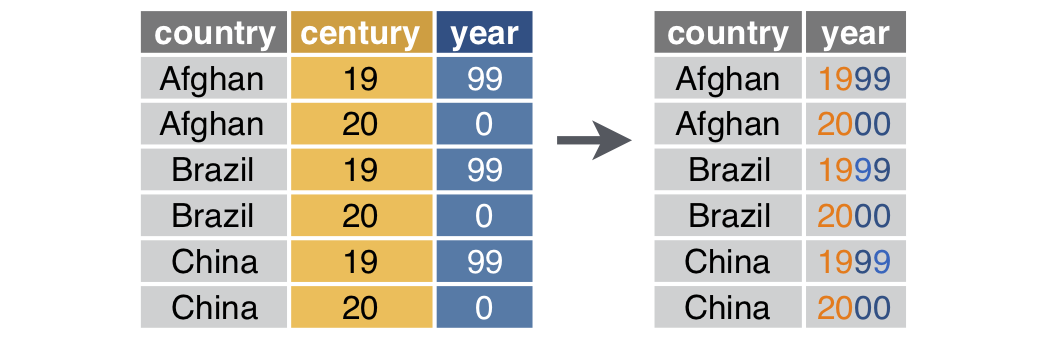 country century year country year
Afghan 19 99 Afghan 1999
Afghan 20 0 Afghan 2000
Brazil 19 99 Brazil 1999
Brazil 20 0 Brazil 2000
China 19 99 China 1999
China 20 0 China 2000